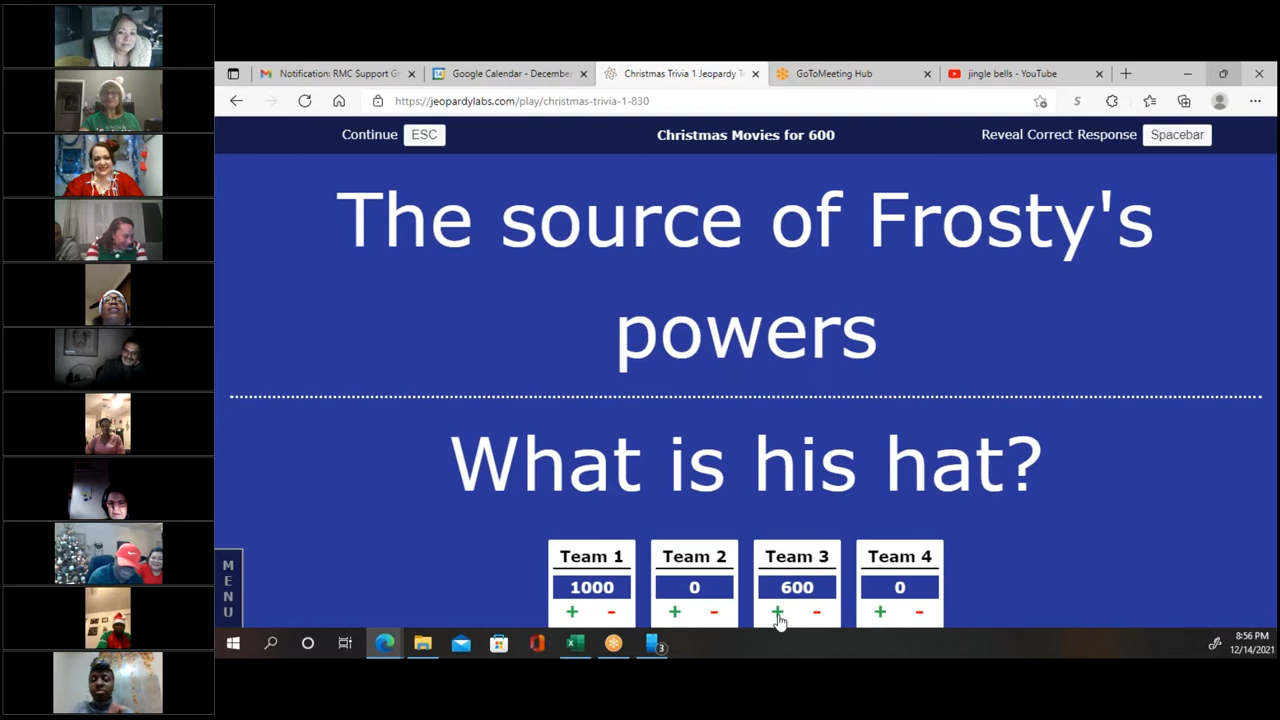 Notification: RMC Support Gr
Google Calendar - December
Christmas Trivia 1 Jeopardy Te
GoToMeeting Hub
jingle bells - YouTube
https://jeopardylabs.com/play/christmas-trivia-1-830
Continue ESC
Christmas Movies for 600
Reveal Correct Response Spacebar
The source of Frosty's
powers
What is his hat?
MENU
Team 1 Team 2 Team 3 Team 4
1000 0 600 0
+ - + - + - + -
3
8:56 PM
12/14/2021